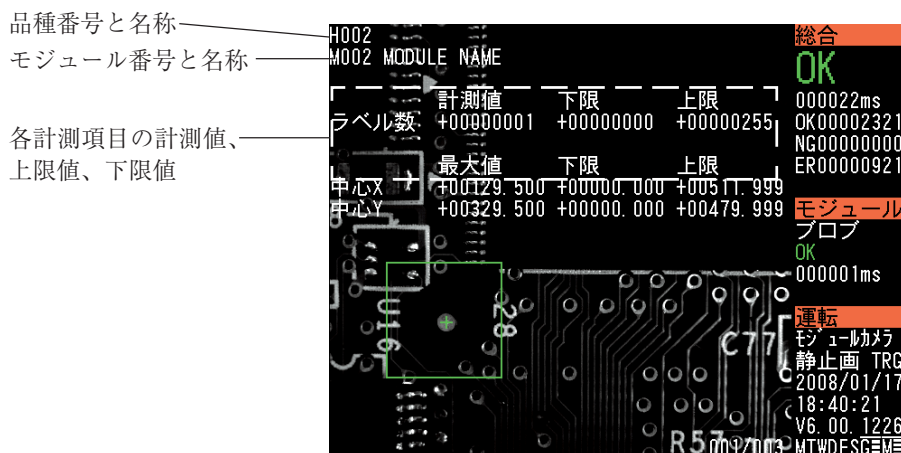 品種番号と名称
モジュール番号と名称
各計測項目の計測値、
上限値、下限値
H002
M002 MODULE NAME
計測値 下限 上限
ラベル数 +00000001 +00000000 +00000255
最大値 下限 上限
中心X +00129.500 +00000.000 +00511.999
中心Y +00329.500 +00000.000 +00479.999
U16
28
C77
R57
001/003
総合
OK
000022ms
OK00002321
NG00000000
ER00000921
モジュール
ブロブ
OK
000001ms
運転
ﾓｼﾞｭｰﾙｶﾒﾗ
静止画 TRG
2008/01/17
18:40:21
V6.00.1226